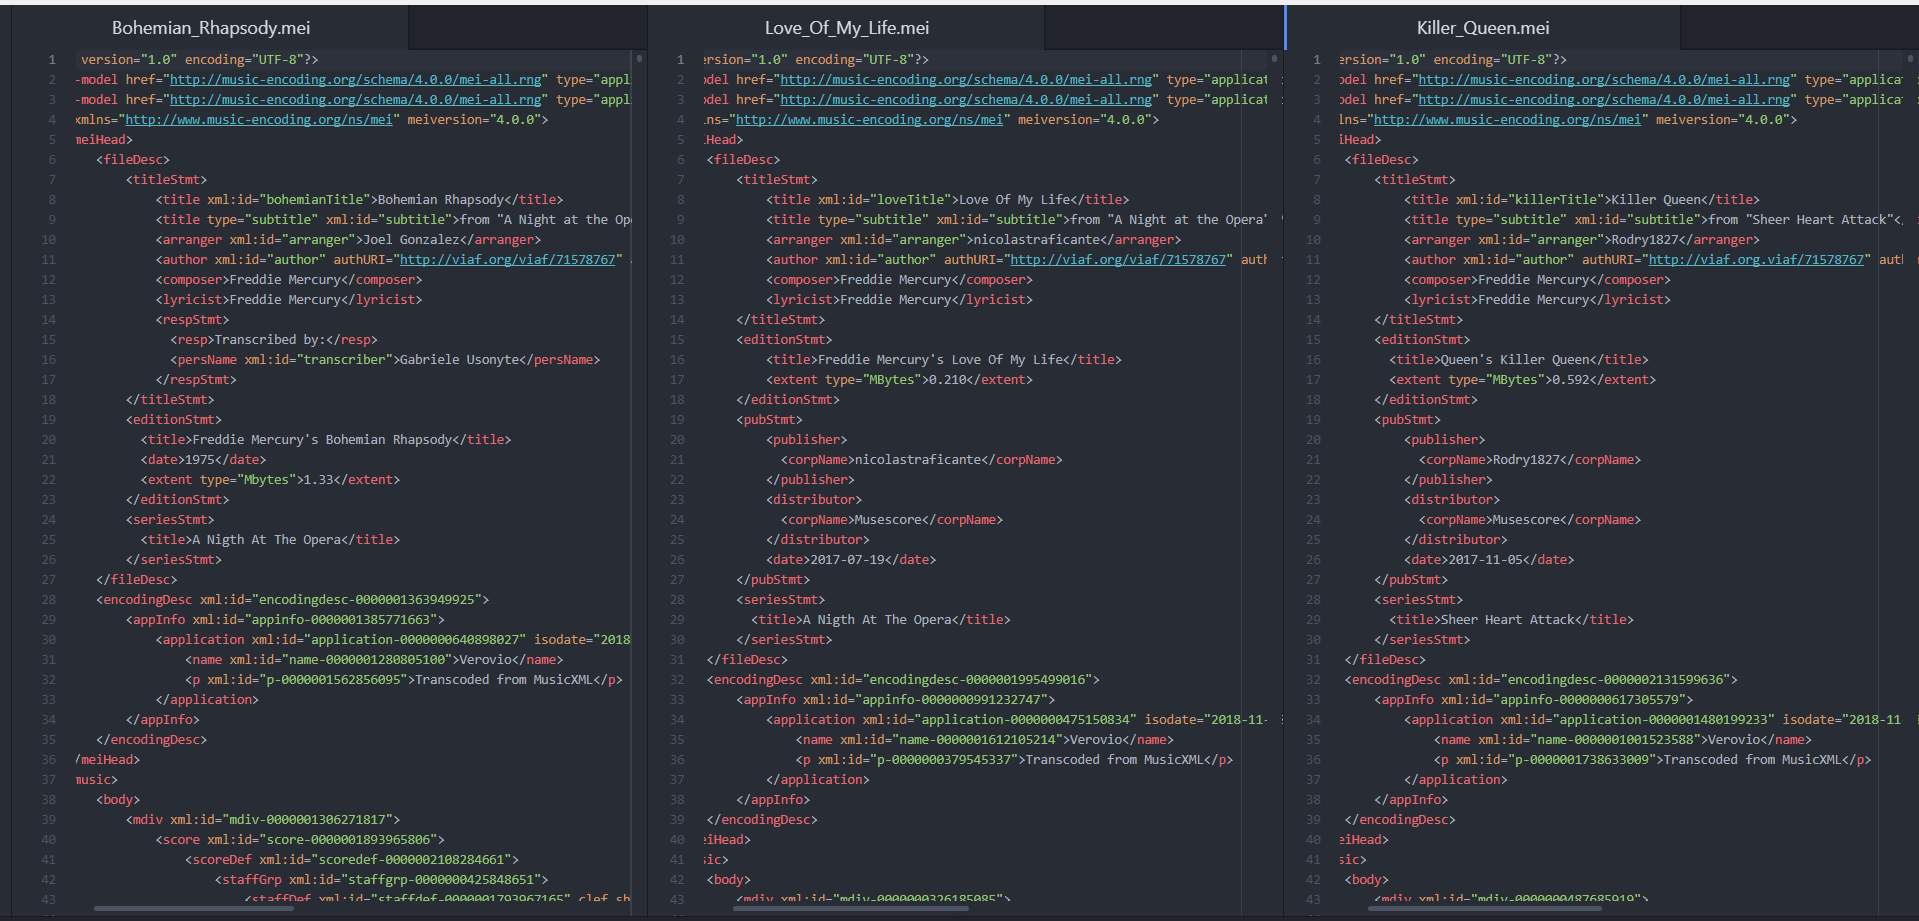 Bohemian_Rhapsody.mei
1 version="1.0" encoding="UTF-8"?>
2 -model href="http://music-encoding.org/schema/4.0.0/mei-all.rng" type="appl
3 -model href="http://music-encoding.org/schema/4.0.0/mei-all.rng" type="appl
4 xmlns="http://www.music-encoding.org/ns/mei" meiversion="4.0.0">
5 meiHead>
6 <fileDesc>
7 <titleStmt>
8 <title xml:id="bohemianTitle">Bohemian Rhapsody</title>
9 <title type="subtitle" xml:id="subtitle">from "A Night at the Op
10 <arranger xml:id="arranger">Joel Gonzalez</arranger>
11 <author xml:id="author" authURI="http://viaf.org/viaf/71578767"
12 <composer>Freddie Mercury</composer>
13 <lyricist>Freddie Mercury</lyricist>
14 <respStmt>
15 <resp>Transcribed by:</resp>
16 <persName xml:id="transcriber">Gabriele Usonyte</persName>
17 </respStmt>
18 </titleStmt>
19 <editionStmt>
20 <title>Freddie Mercury's Bohemian Rhapsody</title>
21 <date>1975</date>
22 <extent type="Mbytes">1.33</extent>
23 </editionStmt>
24 <seriesStmt>
25 <title>A Nigth At The Opera</title>
26 </seriesStmt>
27 </fileDesc>
28 <encodingDesc xml:id="encodingdesc-0000001363949925">
29 <appInfo xml:id="appinfo-0000001385771663">
30 <application xml:id="application-0000000640898027" isodate="2018
31 <name xml:id="name-0000001280805100">Verovio</name>
32 <p xml:id="p-0000001562856095">Transcoded from MusicXML</p>
33 </application>
34 </appInfo>
35 </encodingDesc>
36 /meiHead>
37 music>
38 <body>
39 <mdiv xml:id="mdiv-0000001306271817">
40 <score xml:id="score-0000001893965806">
41 <scoreDef xml:id="scoredef-0000002108284661">
42 <staffGrp xml:id="staffgrp-0000000425848651">
43 <staffDef xml:id="staffdef-0000001793967165" clef.sh
Love_Of_My_Life.mei
1 ersion="1.0" encoding="UTF-8"?>
2 odel href="http://music-encoding.org/schema/4.0.0/mei-all.rng" type="applicat
3 odel href="http://music-encoding.org/schema/4.0.0/mei-all.rng" type="applicat
4 lns="http://www.music-encoding.org/ns/mei" meiversion="4.0.0">
5 iHead>
6 <fileDesc>
7 <titleStmt>
8 <title xml:id="loveTitle">Love Of My Life</title>
9 <title type="subtitle" xml:id="subtitle">from "A Night at the Opera"
10 <arranger xml:id="arranger">nicolastraficante</arranger>
11 <author xml:id="author" authURI="http://viaf.org/viaf/71578767" auth
12 <composer>Freddie Mercury</composer>
13 <lyricist>Freddie Mercury</lyricist>
14 </titleStmt>
15 <editionStmt>
16 <title>Freddie Mercury's Love Of My Life</title>
17 <extent type="MBytes">0.210</extent>
18 </editionStmt>
19 <pubStmt>
20 <publisher>
21 <corpName>nicolastraficante</corpName>
22 </publisher>
23 <distributor>
24 <corpName>Musescore</corpName>
25 </distributor>
26 <date>2017-07-19</date>
27 </pubStmt>
28 <seriesStmt>
29 <title>A Nigth At The Opera</title>
30 </seriesStmt>
31 </fileDesc>
32 <encodingDesc xml:id="encodingdesc-0000001995499016">
33 <appInfo xml:id="appinfo-0000000991232747">
34 <application xml:id="application-0000000475150834" isodate="2018-11-
35 <name xml:id="name-0000001612105214">Verovio</name>
36 <p xml:id="p-0000000379545337">Transcoded from MusicXML</p>
37 </application>
38 </appInfo>
39 </encodingDesc>
40 eiHead>
41 sic>
42 <body>
43 <mdiv xml:id="mdiv-0000000326185085">
Killer_Queen.mei
1 ersion="1.0" encoding="UTF-8"?>
2 odel href="http://music-encoding.org/schema/4.0.0/mei-all.rng" type="applica
3 odel href="http://music-encoding.org/schema/4.0.0/mei-all.rng" type="applica
4 lns="http://www.music-encoding.org/ns/mei" meiversion="4.0.0">
5 iHead>
6 <fileDesc>
7 <titleStmt>
8 <title xml:id="killerTitle">Killer Queen</title>
9 <title type="subtitle" xml:id="subtitle">from "Sheer Heart Attack"</
10 <arranger xml:id="arranger">Rodry1827</arranger>
11 <author xml:id="author" authURI="http://viaf.org.viaf/71578767" aut
12 <composer>Freddie Mercury</composer>
13 <lyricist>Freddie Mercury</lyricist>
14 </titleStmt>
15 <editionStmt>
16 <title>Queen's Killer Queen</title>
17 <extent type="MBytes">0.592</extent>
18 </editionStmt>
19 <pubStmt>
20 <publisher>
21 <corpName>Rodry1827</corpName>
22 </publisher>
23 <distributor>
24 <corpName>Musescore</corpName>
25 </distributor>
26 <date>2017-11-05</date>
27 </pubStmt>
28 <seriesStmt>
29 <title>Sheer Heart Attack</title>
30 </seriesStmt>
31 </fileDesc>
32 <encodingDesc xml:id="encodingdesc-0000002131599636">
33 <appInfo xml:id="appinfo-0000000617305579">
34 <application xml:id="application-0000001480199233" isodate="2018-11
35 <name xml:id="name-0000001001523588">Verovio</name>
36 <p xml:id="p-0000001738633009">Transcoded from MusicXML</p>
37 </application>
38 </appInfo>
39 </encodingDesc>
40 eiHead>
41 sic>
42 <body>
43 <mdiv xml:id="mdiv-0000000487685919">